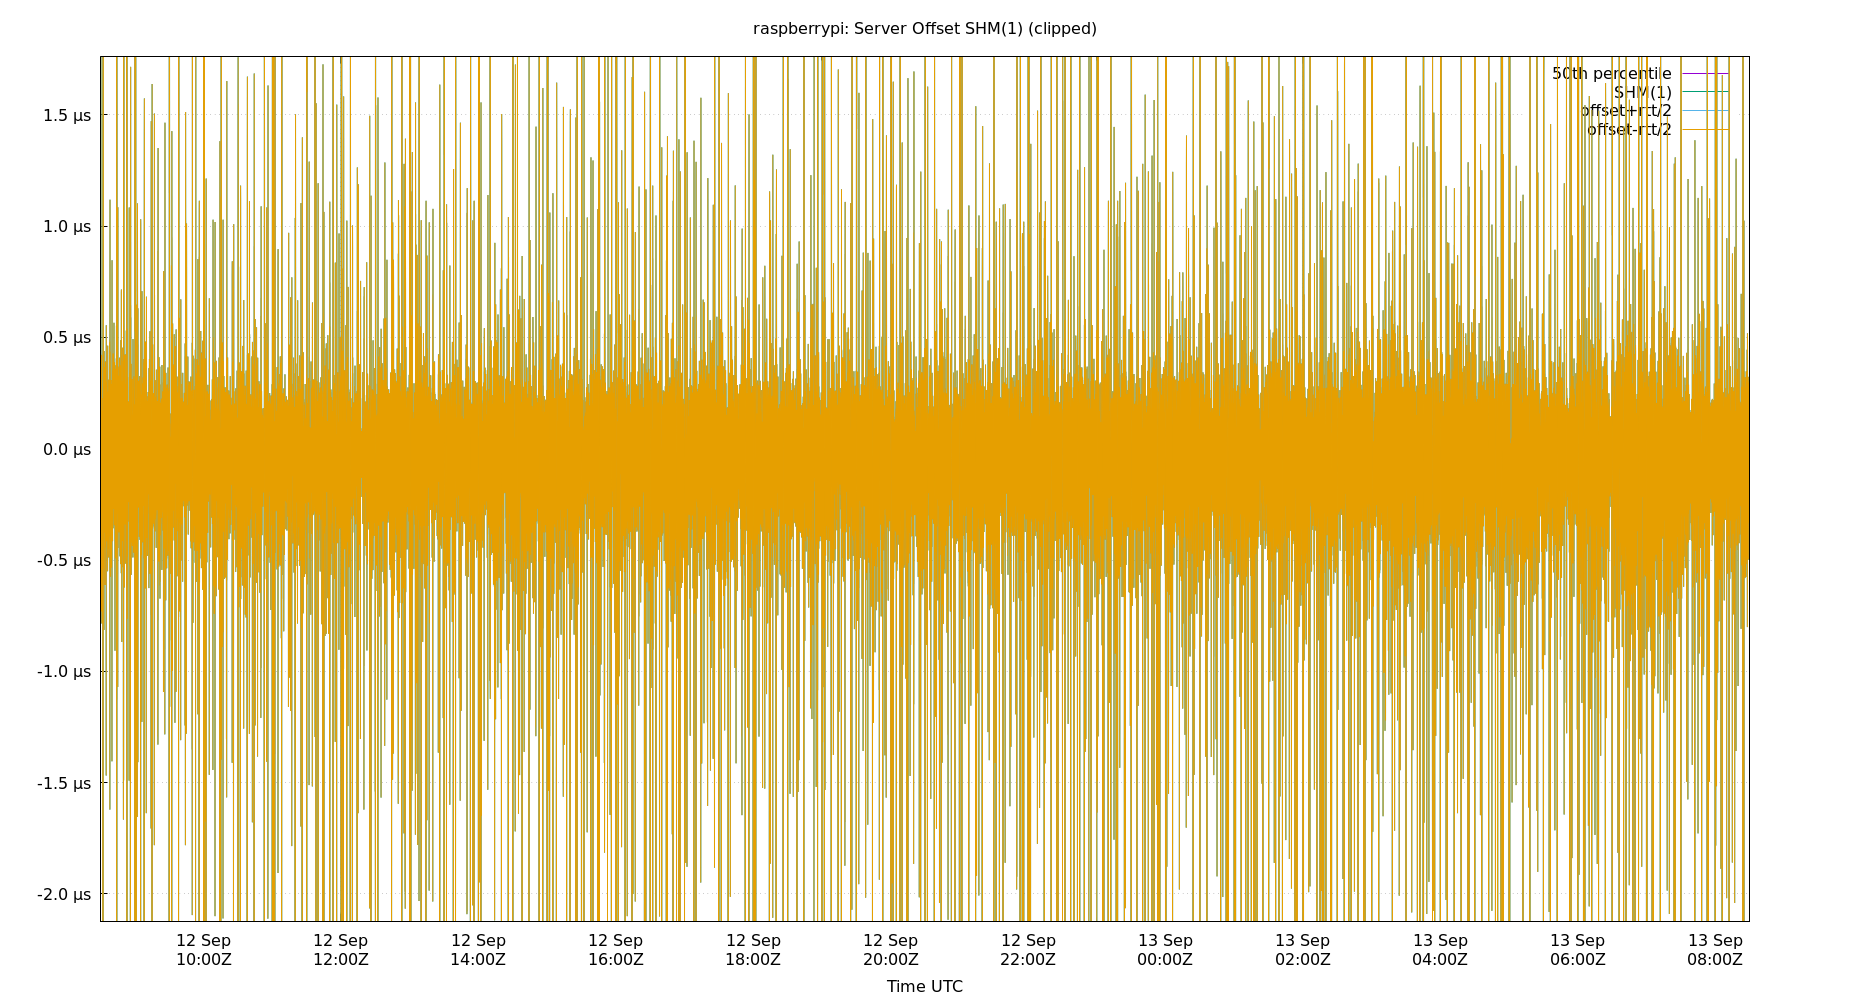 raspberrypi: Server Offset SHM(1) (clipped)
50th percentile
SHM(1)
offset+rtt/2
offset-rtt/2
1.5 µs
1.0 µs
0.5 µs
0.0 µs
-0.5 µs
-1.0 µs
-1.5 µs
-2.0 µs
12 Sep 12 Sep 12 Sep 12 Sep 12 Sep 12 Sep 12 Sep 13 Sep 13 Sep 13 Sep 13 Sep 13 Sep
10:00Z 12:00Z 14:00Z 16:00Z 18:00Z 20:00Z 22:00Z 00:00Z 02:00Z 04:00Z 06:00Z 08:00Z
Time UTC